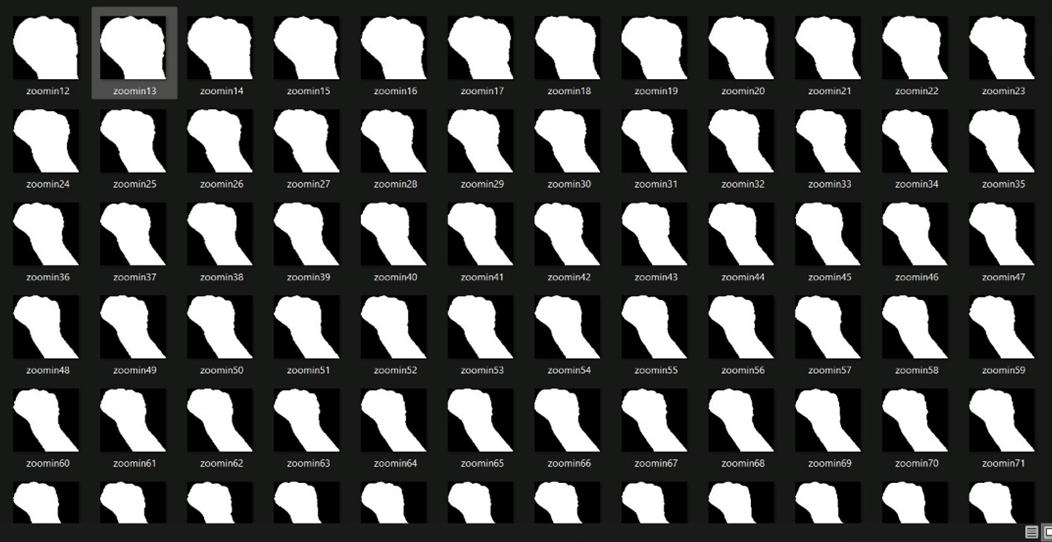 zoomin12 zoomin13 zoomin14 zoomin15 zoomin16 zoomin17 zoomin18 zoomin19 zoomin20 zoomin21 zoomin22 zoomin23
zoomin24 zoomin25 zoomin26 zoomin27 zoomin28 zoomin29 zoomin30 zoomin31 zoomin32 zoomin33 zoomin34 zoomin35
zoomin36 zoomin37 zoomin38 zoomin39 zoomin40 zoomin41 zoomin42 zoomin43 zoomin44 zoomin45 zoomin46 zoomin47
zoomin48 zoomin49 zoomin50 zoomin51 zoomin52 zoomin53 zoomin54 zoomin55 zoomin56 zoomin57 zoomin58 zoomin59
zoomin60 zoomin61 zoomin62 zoomin63 zoomin64 zoomin65 zoomin66 zoomin67 zoomin68 zoomin69 zoomin70 zoomin71